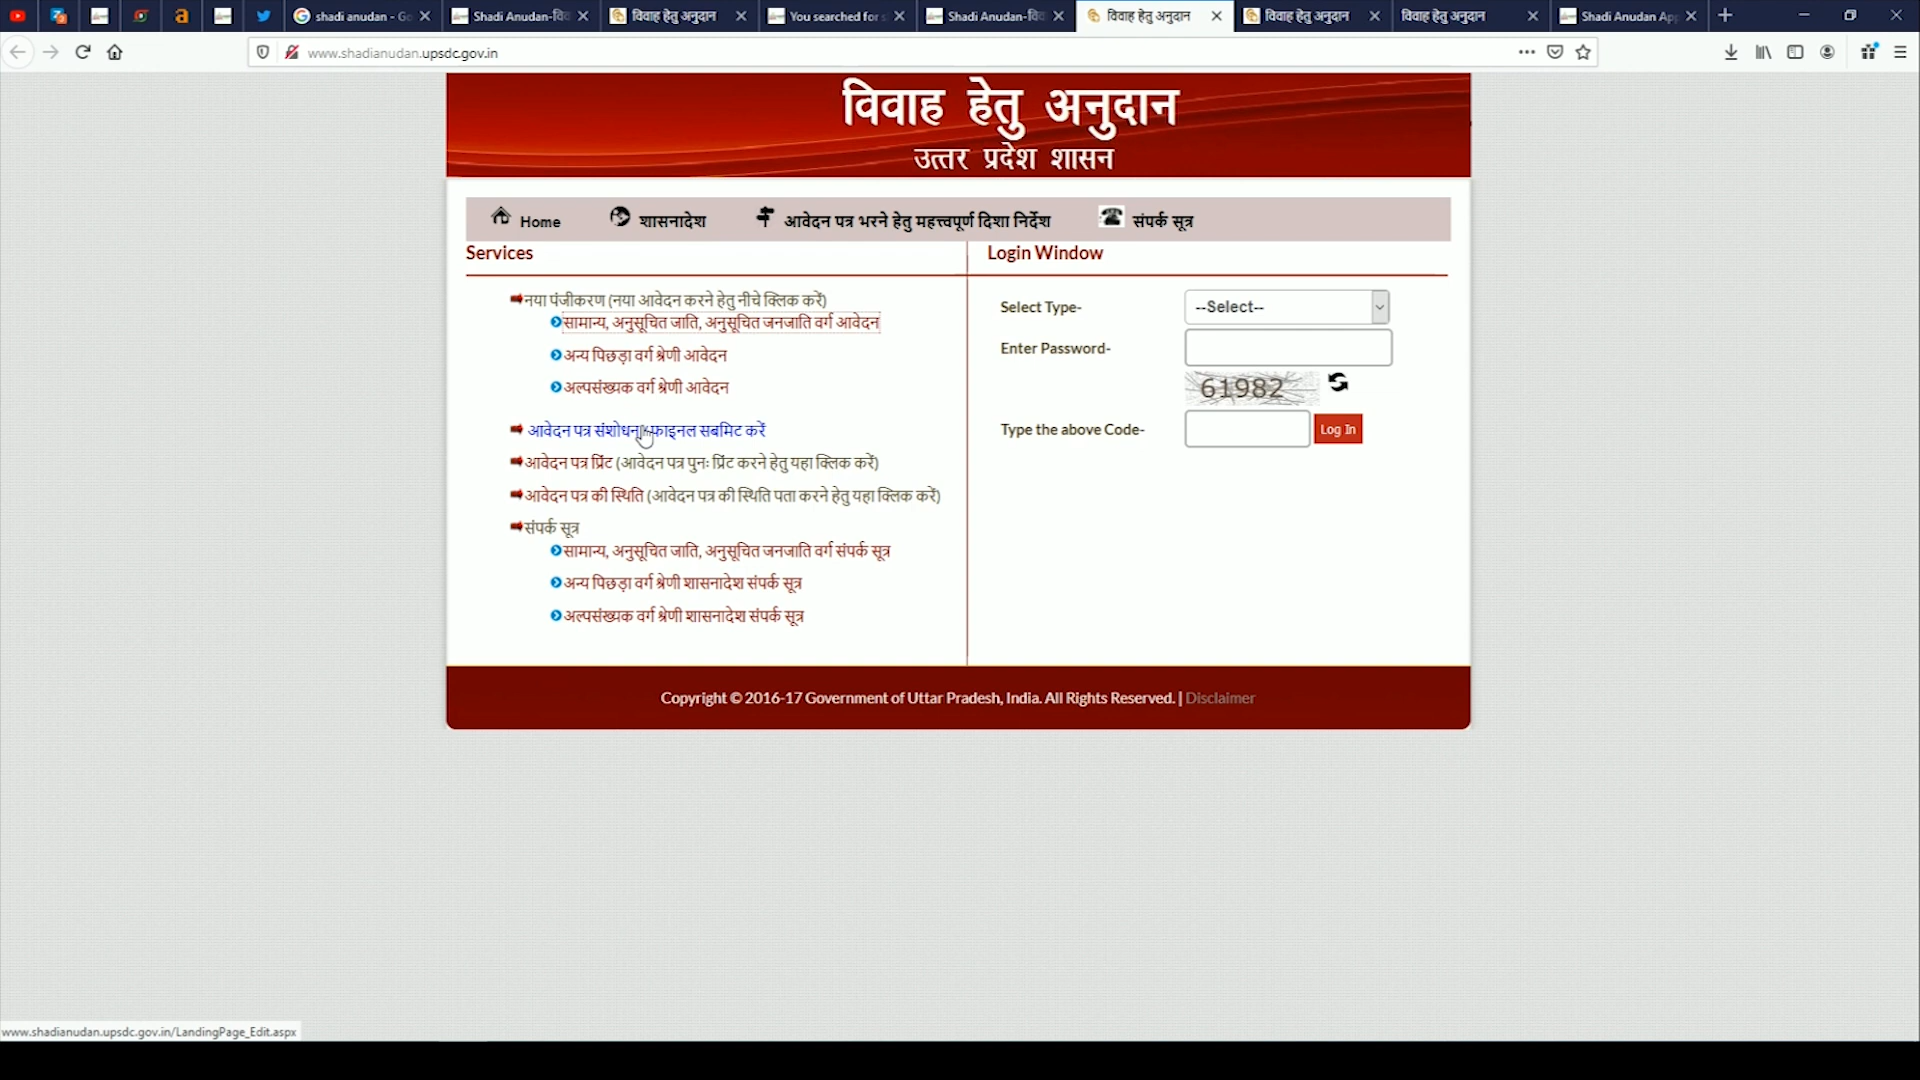 shadi anudan - G
Shadi Anudan-वि
विवाह हेतु अनुदान
You searched for
Shadi Anudan-वि
विवाह हेतु अनुदान
विवाह हेतु अनुदान
विवाह हेतु अनुदान
Shadi Anudan Ap
www.shadianudan.upsdc.gov.in
विवाह हेतु अनुदान
उत्तर प्रदेश शासन
Home शासनादेश आवेदन पत्र भरने हेतु महत्त्वपूर्ण दिशा निर्देश संपर्क सूत्र
Services
नया पंजीकरण (नया आवेदन करने हेतु नीचे क्लिक करें)
सामान्य, अनुसूचित जाति, अनुसूचित जनजाति वर्ग आवेदन
अन्य पिछड़ा वर्ग श्रेणी आवेदन
अल्पसंख्यक वर्ग श्रेणी आवेदन
आवेदन पत्र संशोधन फाइनल सबमिट करें
आवेदन पत्र प्रिंट (आवेदन पत्र पुनः प्रिंट करने हेतु यहा क्लिक करें)
आवेदन पत्र की स्थिति (आवेदन पत्र की स्थिति पता करने हेतु यहा क्लिक करें)
संपर्क सूत्र
सामान्य, अनुसूचित जाति, अनुसूचित जनजाति वर्ग संपर्क सूत्र
अन्य पिछड़ा वर्ग श्रेणी शासनादेश संपर्क सूत्र
अल्पसंख्यक वर्ग श्रेणी शासनादेश संपर्क सूत्र
Login Window
Select Type- --Select--
Enter Password-
61982
Type the above Code- Log In
Copyright © 2016-17 Government of Uttar Pradesh, India. All Rights Reserved. | Disclaimer
www.shadianudan.upsdc.gov.in/LandingPage_Edit.aspx